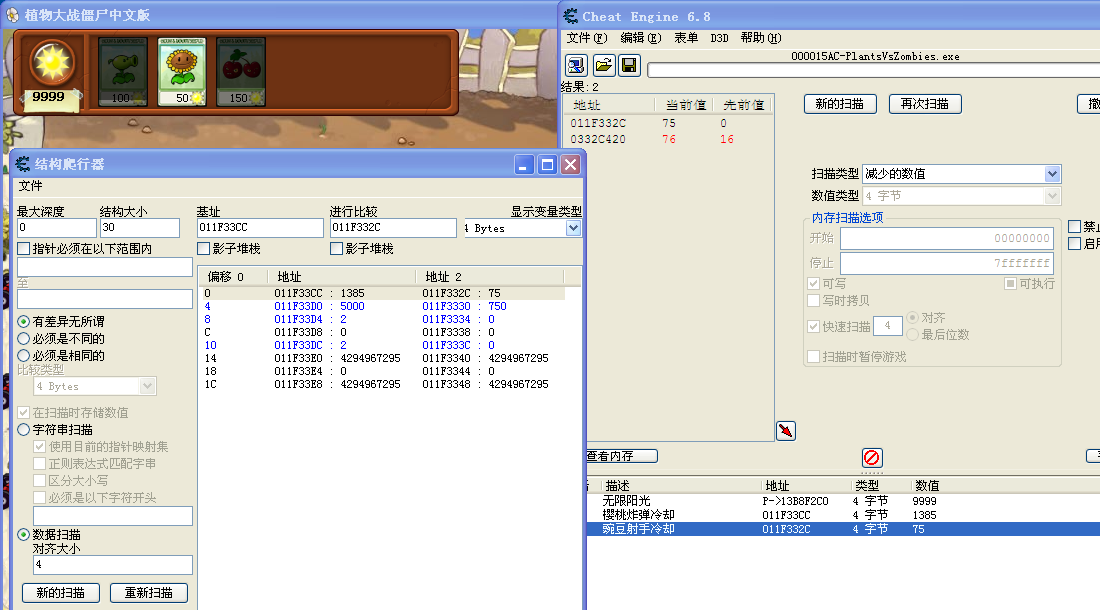 植物大战僵尸中文版
9999
100
50
150
Cheat Engine 6.8
文件(F) 编辑(E) 表单 D3D 帮助(H)
000015AC-PlantsVsZombies.exe
结果: 2
地址 当前值 先前值
011F332C 75 0
0332C420 76 16
新的扫描 再次扫描
扫描类型 减少的数值
数值类型 4 字节
内存扫描选项
开始 00000000
停止 7fffffff
可写 可执行
写时拷贝
快速扫描 4 对齐
最后位数
扫描时暂停游戏
查看内存
描述 地址 类型 数值
无限阳光 P->13B8F2C0 4 字节 9999
樱桃炸弹冷却 011F33CC 4 字节 1385
豌豆射手冷却 011F332C 4 字节 75
结构爬行器
文件
最大深度 结构大小 基址 进行比较 显示变量类型
0 30 011F33CC 011F332C 4 Bytes
指针必须在以下范围内 影子堆栈 影子堆栈
至
有差异无所谓
必须是不同的
必须是相同的
比较类型
4 Bytes
在扫描时存储数值
字符串扫描
使用目前的指针映射集
正则表达式匹配字串
区分大小写
必须是以下字符开头
数据扫描
对齐大小
4
新的扫描 重新扫描
偏移 0 地址 地址 2
0 011F33CC : 1385 011F332C : 75
4 011F33D0 : 5000 011F3330 : 750
8 011F33D4 : 2 011F3334 : 0
C 011F33D8 : 0 011F3338 : 0
10 011F33DC : 2 011F333C : 0
14 011F33E0 : 4294967295 011F3340 : 4294967295
18 011F33E4 : 0 011F3344 : 0
1C 011F33E8 : 4294967295 011F3348 : 4294967295